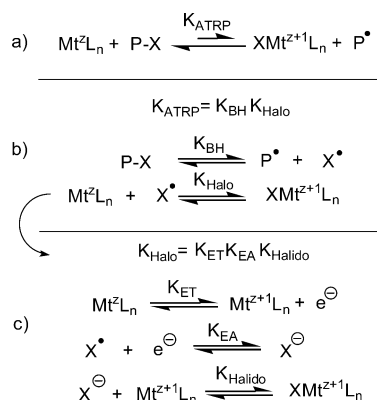 K_ATRP
a) Mt^zL_n + P-X ⇌ XMt^{z+1}L_n + P^•
K_ATRP = K_BH K_Halo
b)
K_BH
P-X ⇌ P^• + X^•
K_Halo
Mt^zL_n + X^• ⇌ XMt^{z+1}L_n
K_Halo = K_ET K_EA K_Halido
K_ET
Mt^zL_n ⇌ Mt^{z+1}L_n + e^⊖
c)
K_EA
X^• + e^⊖ ⇌ X^⊖
K_Halido
X^⊖ + Mt^{z+1}L_n ⇌ XMt^{z+1}L_n